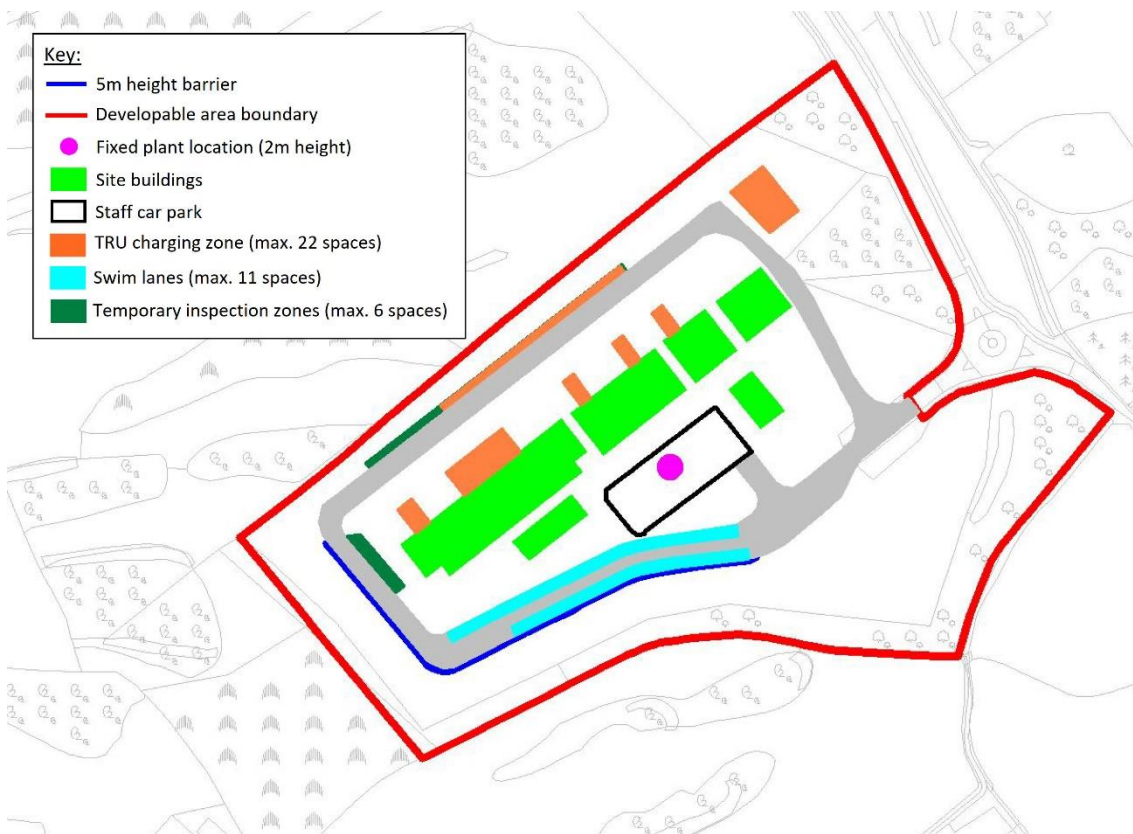 Key:
5m height barrier
Developable area boundary
Fixed plant location (2m height)
Site buildings
Staff car park
TRU charging zone (max. 22 spaces)
Swim lanes (max. 11 spaces)
Temporary inspection zones (max. 6 spaces)